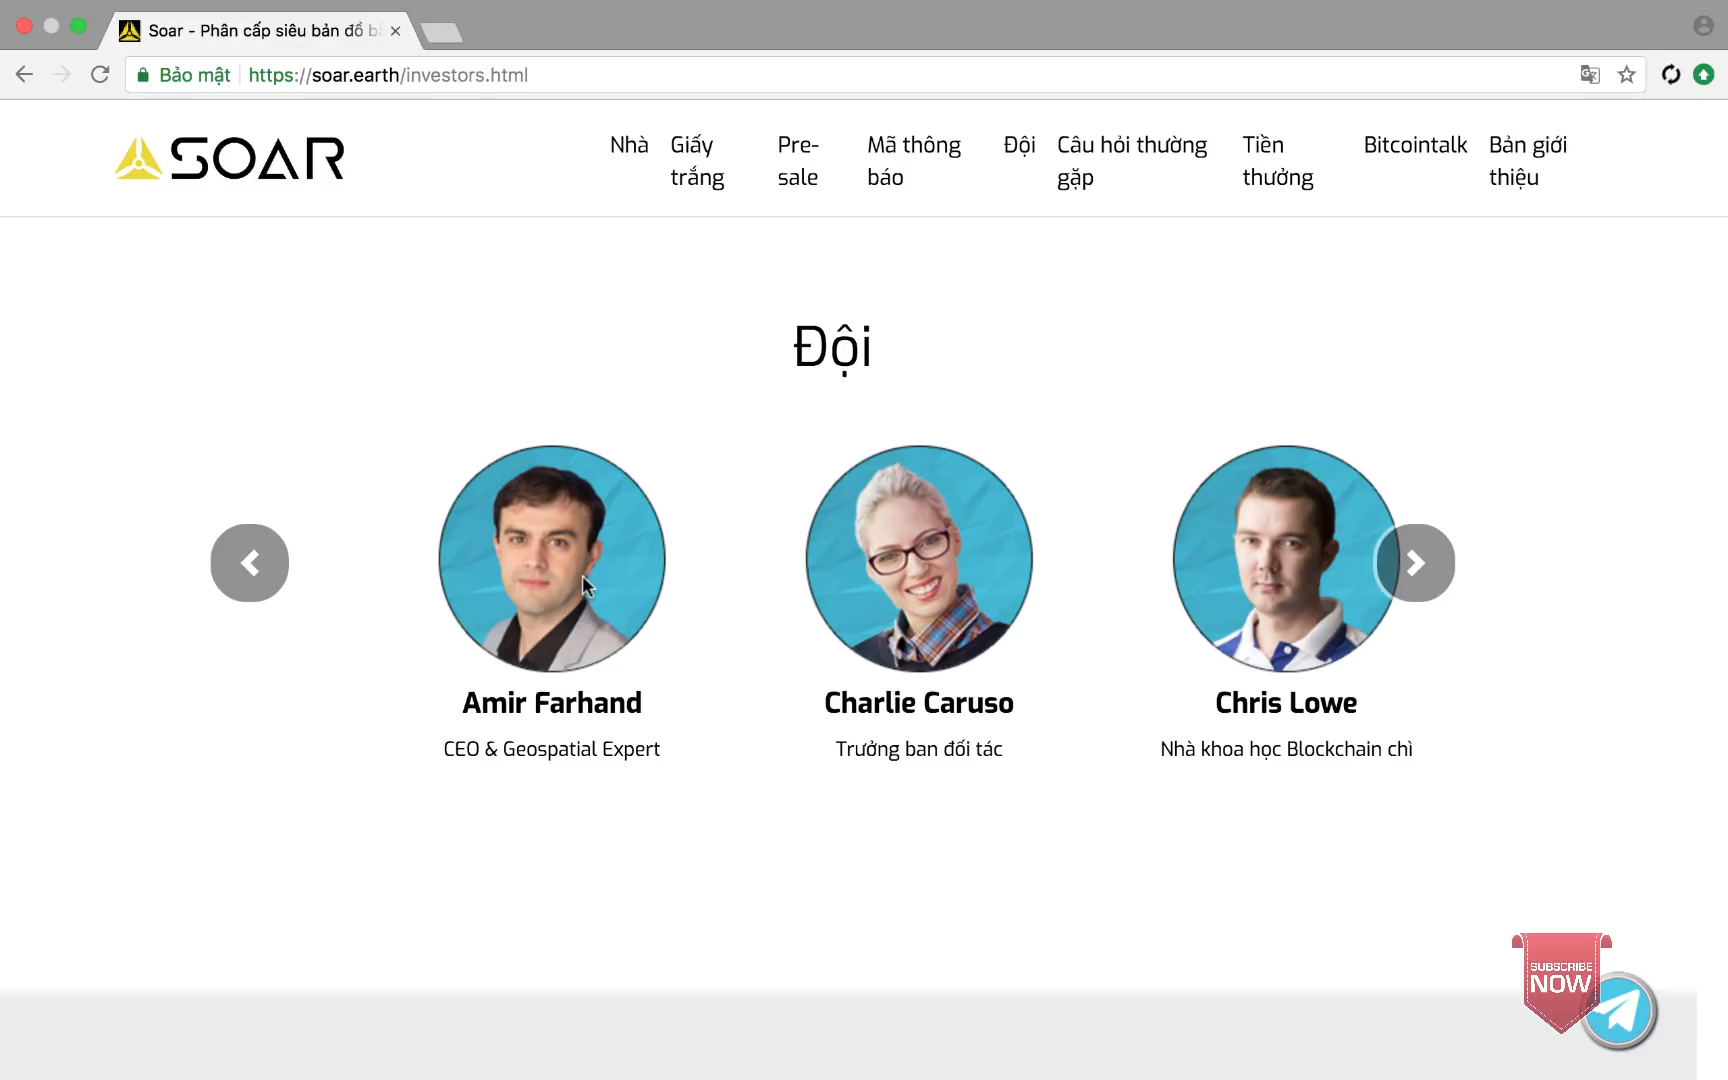 Soar - Phân cấp siêu bản đồ
Bảo mật
https://soar.earth/investors.html
SOAR
Nhà
Giấy trắng
Pre-sale
Mã thông báo
Đội
Câu hỏi thường gặp
Tiền thưởng
Bitcointalk
Bản giới thiệu
Đội
Amir Farhand
CEO & Geospatial Expert
Charlie Caruso
Trưởng ban đối tác
Chris Lowe
Nhà khoa học Blockchain chì
SUBSCRIBE
NOW